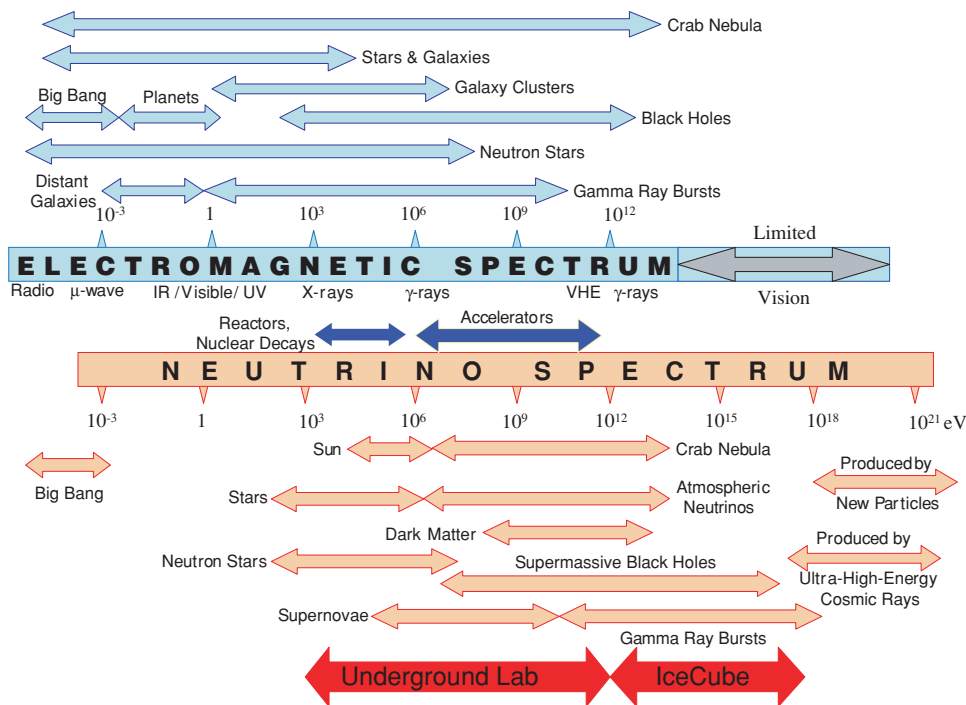 Crab Nebula
Stars & Galaxies
Galaxy Clusters
Big Bang
Planets
Black Holes
Neutron Stars
Distant
Galaxies
Gamma Ray Bursts
10-3 1 10³ 10⁶ 10⁹ 10¹²
Limited
ELECTROMAGNETIC SPECTRUM
Radio μ-wave IR /Visible/ UV X-rays γ-rays VHE γ-rays
Vision
Reactors,
Nuclear Decays
Accelerators
NEUTRINO SPECTRUM
10-3 1 10³ 10⁶ 10⁹ 10¹² 10¹⁵ 10¹⁸ 10²¹ eV
Sun
Crab Nebula
Big Bang
Produced by
New Particles
Stars
Atmospheric
Neutrinos
Dark Matter
Neutron Stars
Supermassive Black Holes
Produced by
Ultra-High-Energy
Cosmic Rays
Supernovae
Gamma Ray Bursts
Underground Lab
IceCube